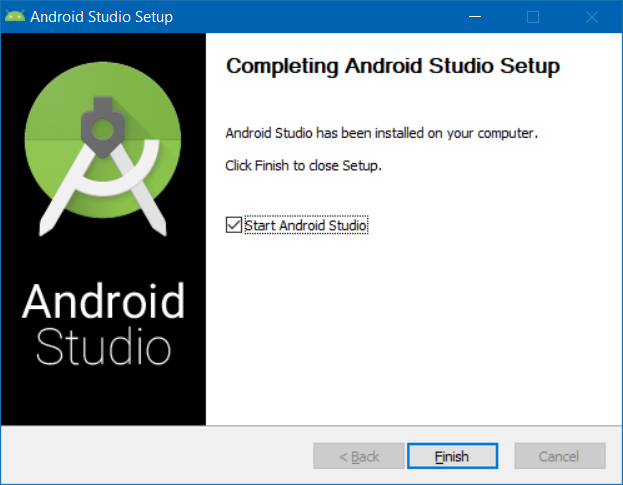 Android Studio Setup
Completing Android Studio Setup
Android Studio has been installed on your computer.
Click Finish to close Setup.
Start Android Studio
Android
Studio
< Back
Finish
Cancel